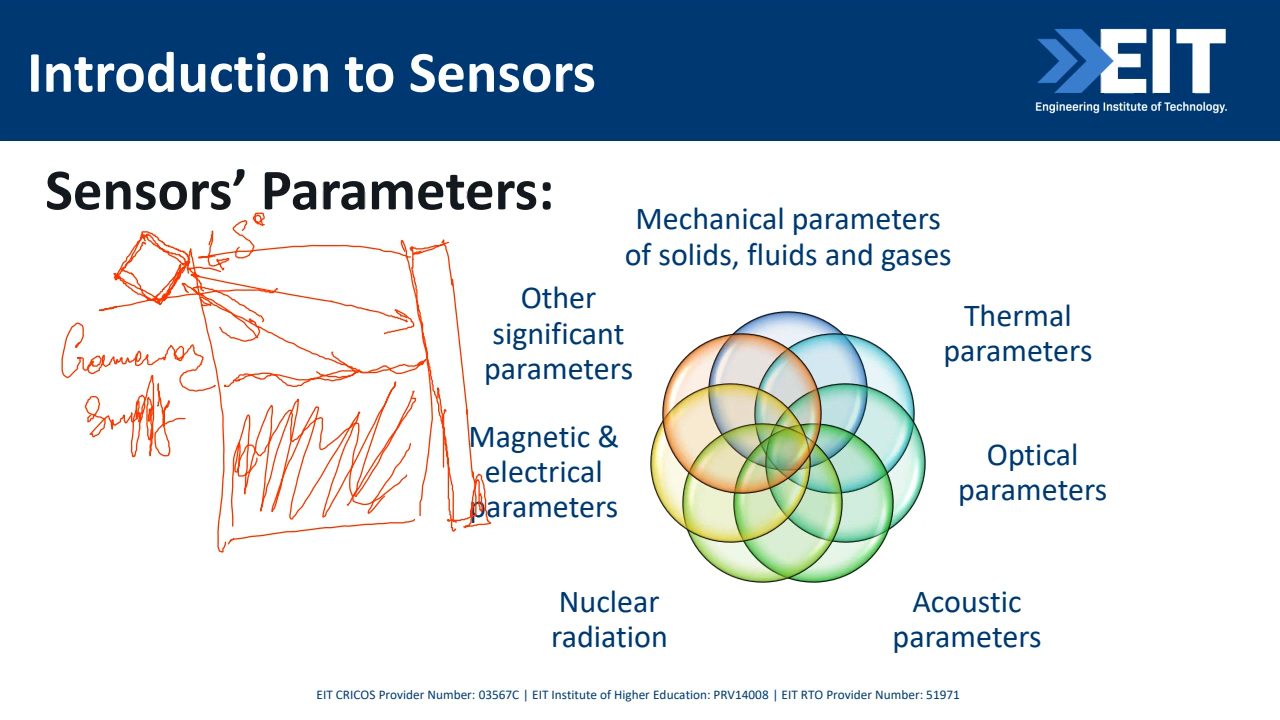 Introduction to Sensors
EIT
Engineering Institute of Technology.
Sensors’ Parameters:
Mechanical parameters
of solids, fluids and gases
Other
significant
parameters
Thermal
parameters
Magnetic &
electrical
parameters
Optical
parameters
Nuclear
radiation
Acoustic
parameters
EIT CRICOS Provider Number: 03567C | EIT Institute of Higher Education: PRV14008 | EIT RTO Provider Number: 51971